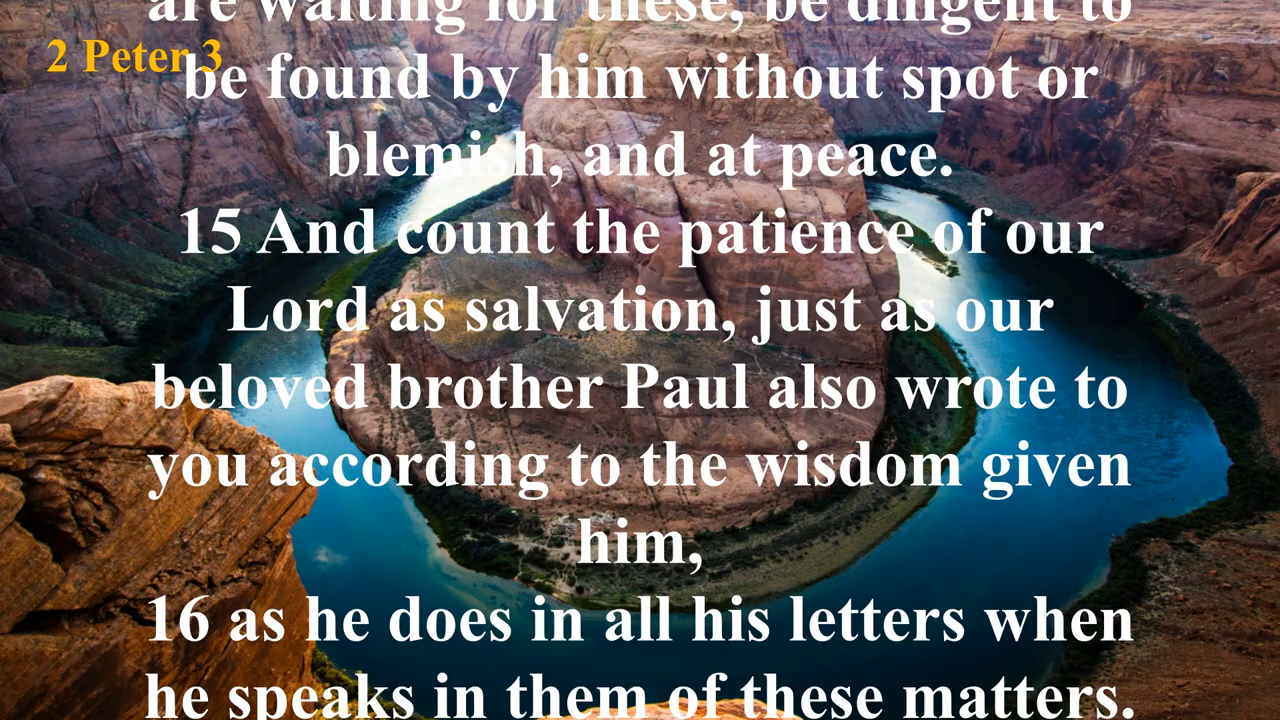 are waiting for these, be diligent to
2 Peter 3
be found by him without spot or
blemish, and at peace.
15 And count the patience of our
Lord as salvation, just as our
beloved brother Paul also wrote to
you according to the wisdom given
him,
16 as he does in all his letters when
he speaks in them of these matters.